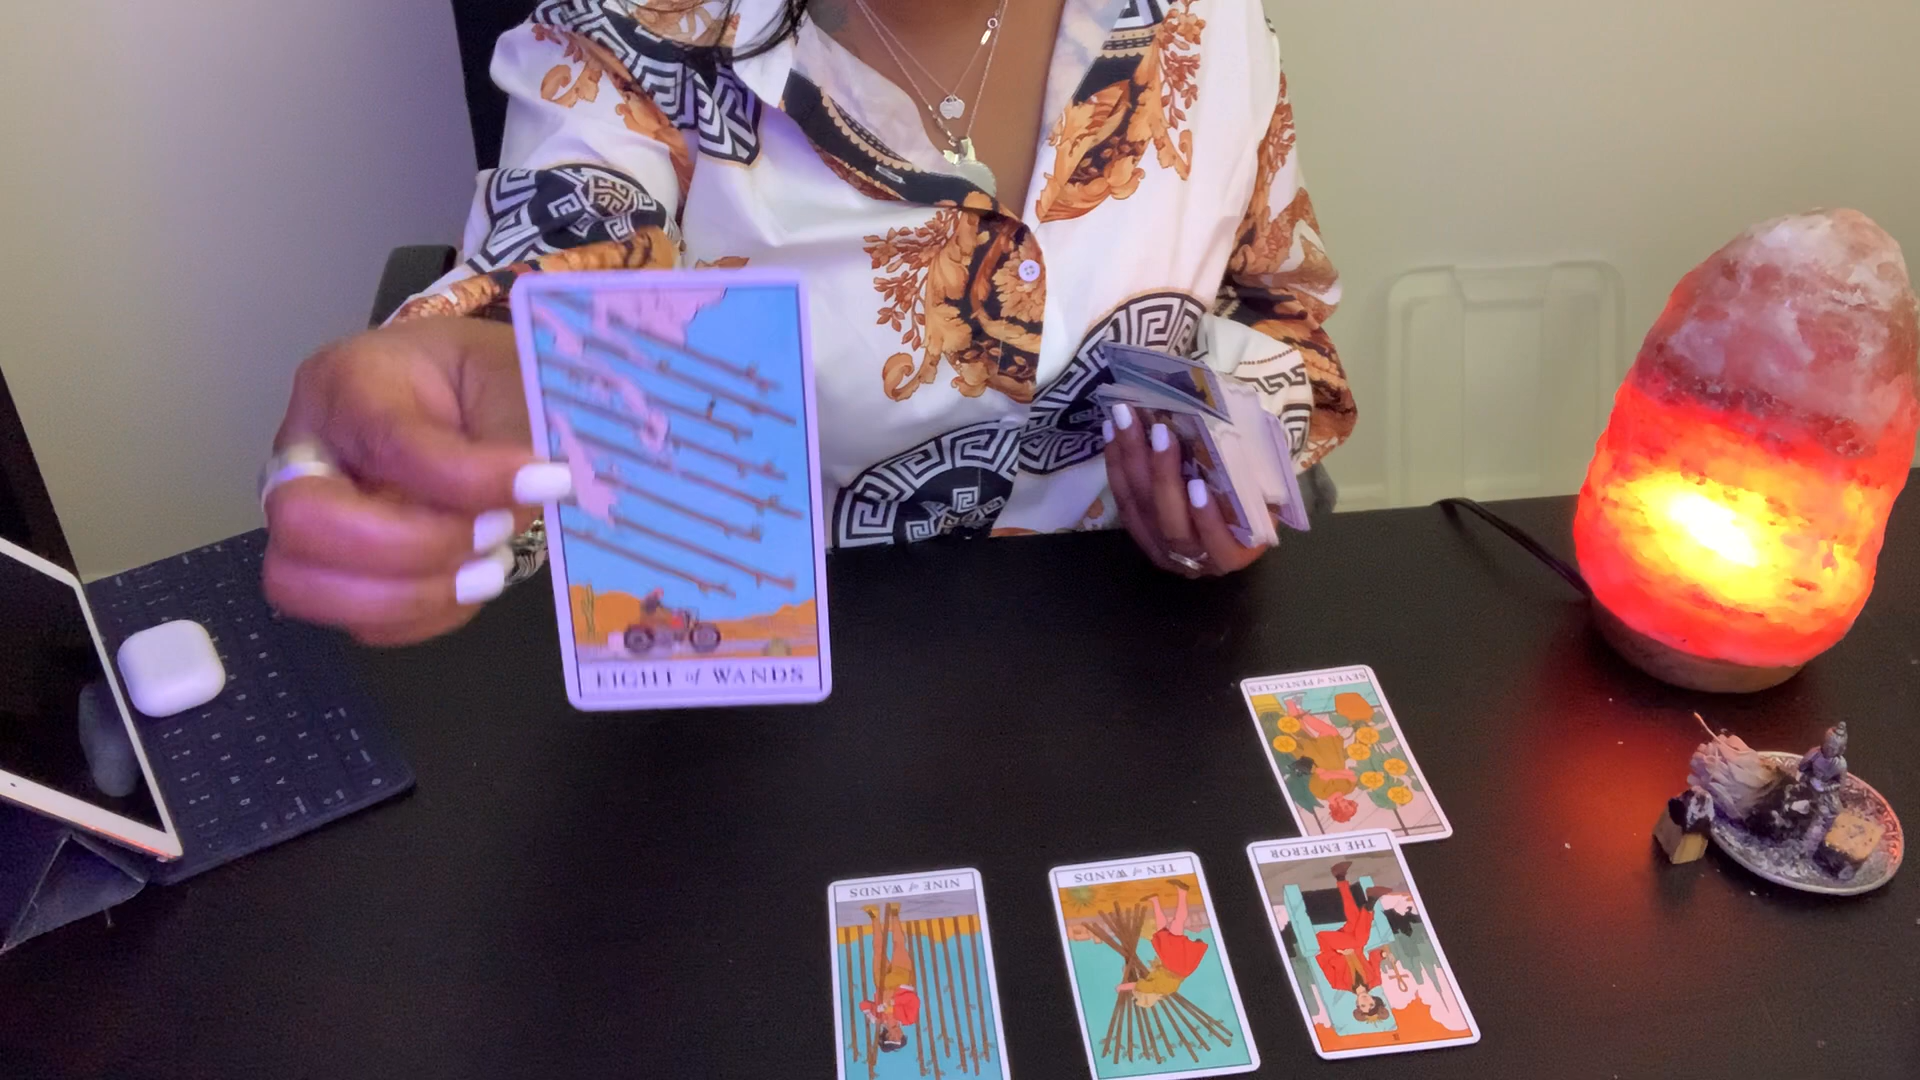 EIGHT of WANDS
SEVEN of PENTACLES
THE EMPEROR
TEN of WANDS
NINE of WANDS